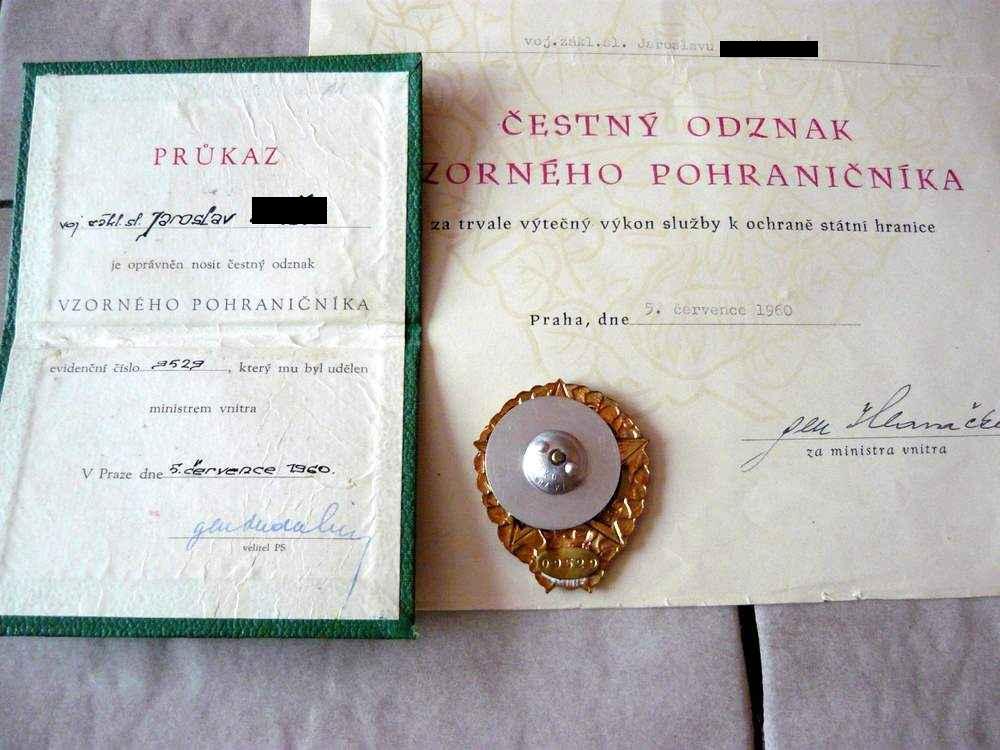 PRŮKAZ
voj. zákl. sl. Jaroslav
je oprávněn nosit čestný odznak
VZORNÉHO POHRANIČNÍKA
evidenční číslo 9529, který mu byl udělen
ministrem vnitra
V Praze dne 5. července 1960.
velitel PS
voj.zákl.sl. Jaroslavu
ČESTNÝ ODZNAK
ZORNÉHO POHRANIČNÍKA
za trvale výtečný výkon služby k ochraně státní hranice
Praha, dne 5. července 1960
gen
za ministra vnitra
09529